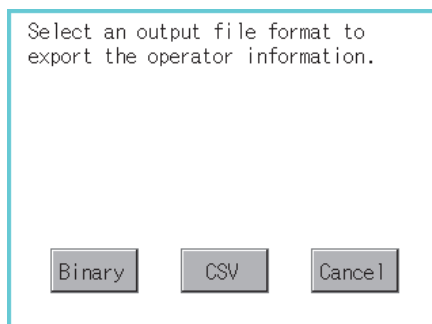 Select an output file format to
export the operator information.
Binary CSV Cancel